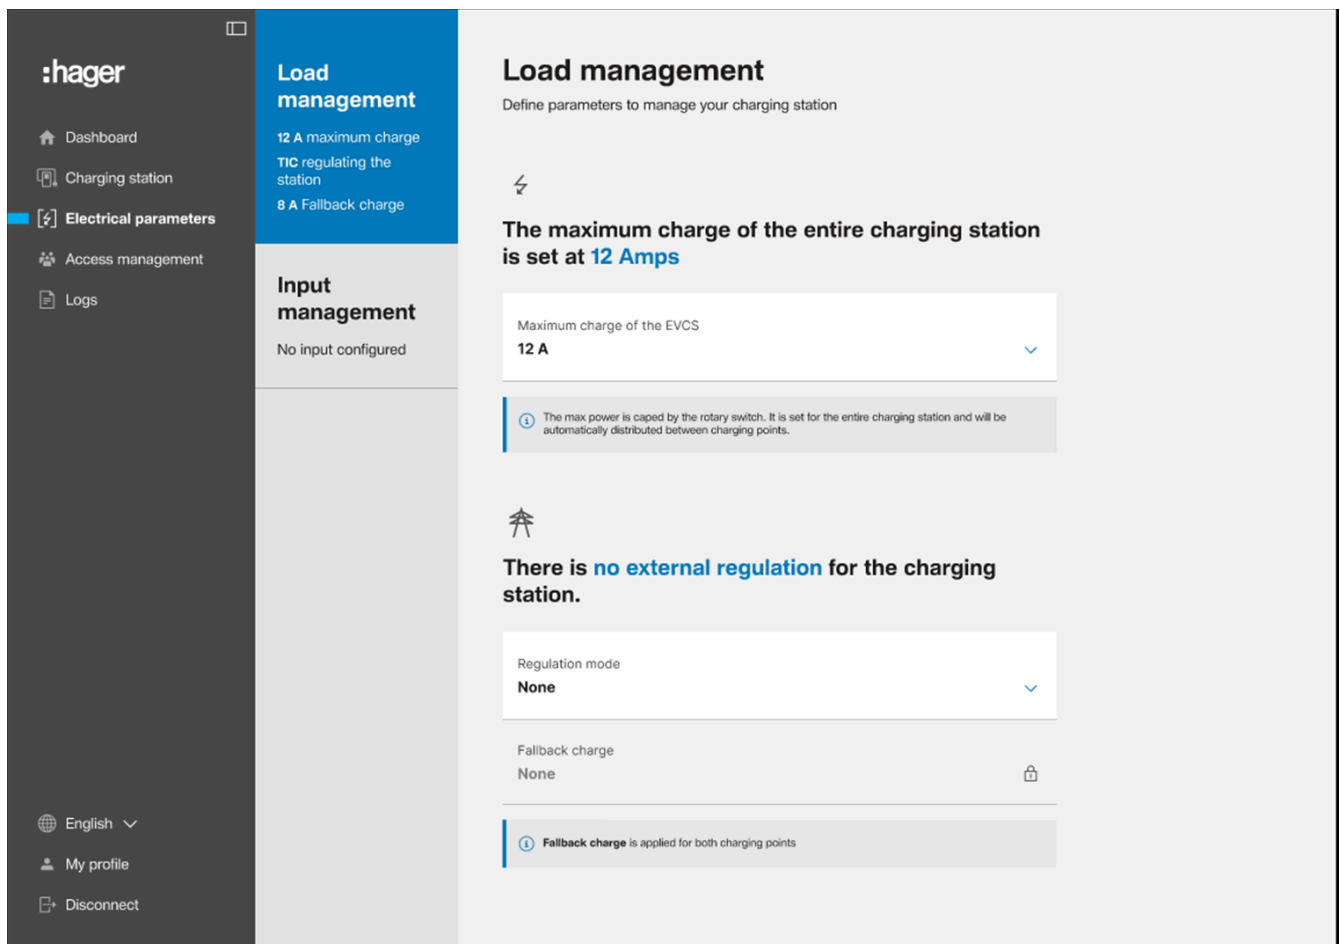 :hager
Dashboard
Charging station
Electrical parameters
Access management
Logs
English
My profile
Disconnect
Load
management
12 A maximum charge
TIC regulating the
station
8 A Fallback charge
Input
management
No input configured
Load management
Define parameters to manage your charging station
The maximum charge of the entire charging station
is set at 12 Amps
Maximum charge of the EVCS
12 A
The max power is caped by the rotary switch. It is set for the entire charging station and will be
automatically distributed between charging points.
There is no external regulation for the charging
station.
Regulation mode
None
Fallback charge
None
Fallback charge is applied for both charging points